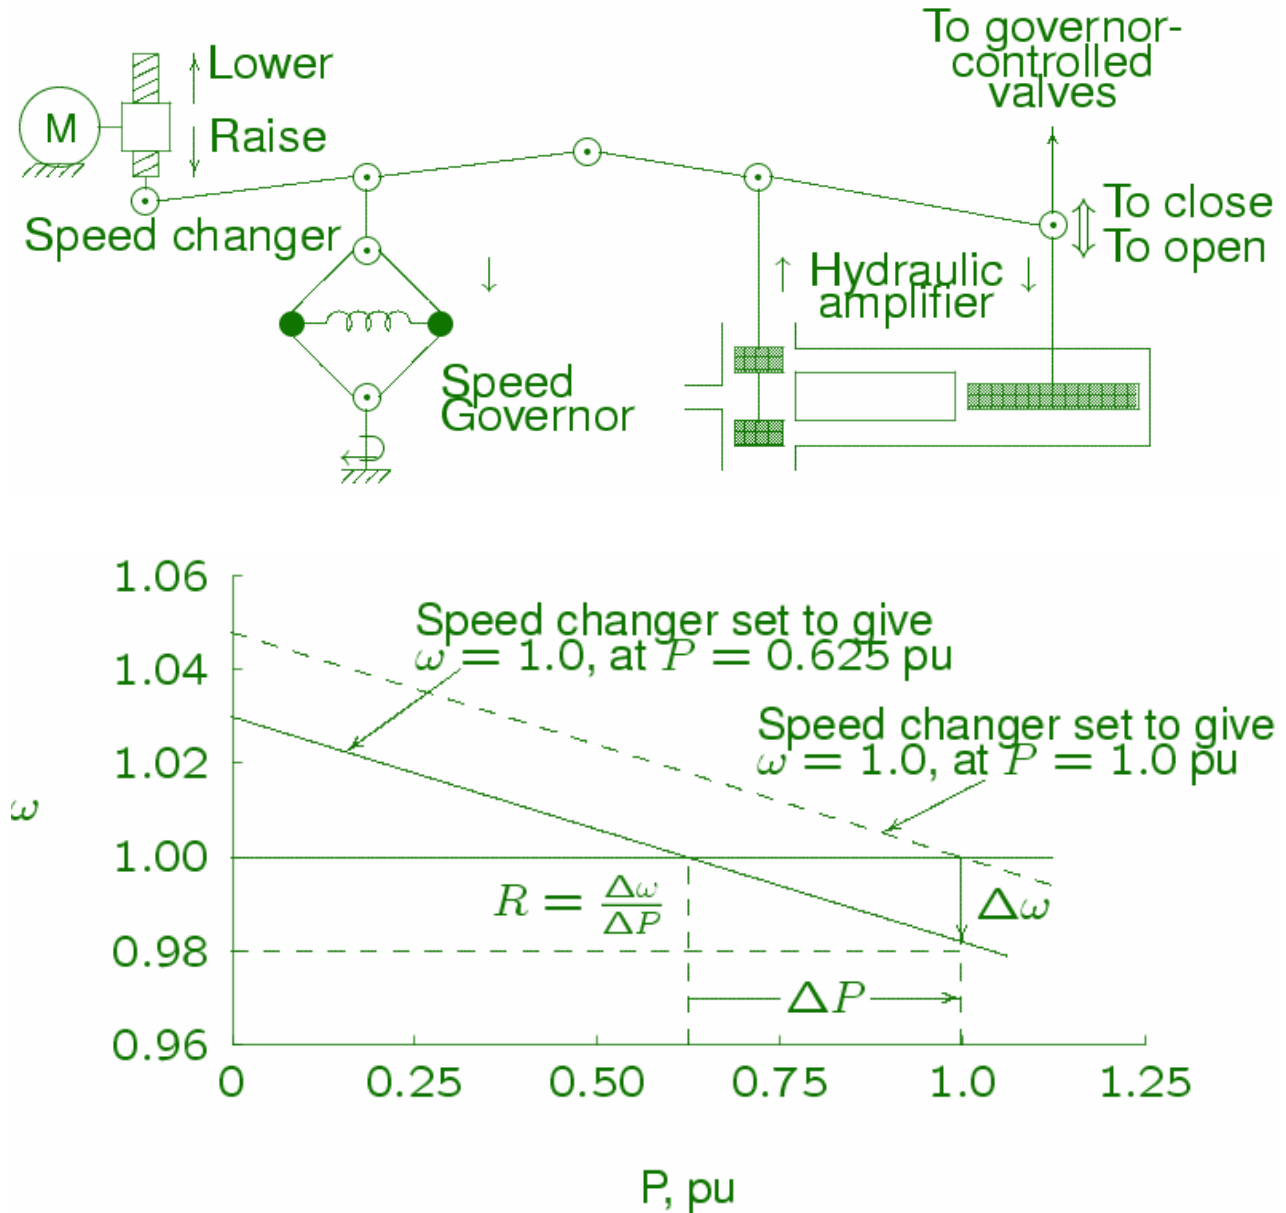 To governor-
controlled
valves
Lower
M
Raise
To close
Speed changer
To open
Hydraulic
amplifier
Speed
Governor
1.06
Speed changer set to give
ω = 1.0, at P = 0.625 pu
1.04
Speed changer set to give
ω = 1.0, at P = 1.0 pu
1.02
ω
1.00
R = Δω/ΔP
Δω
0.98
ΔP
0.96
0 0.25 0.50 0.75 1.0 1.25
P, pu